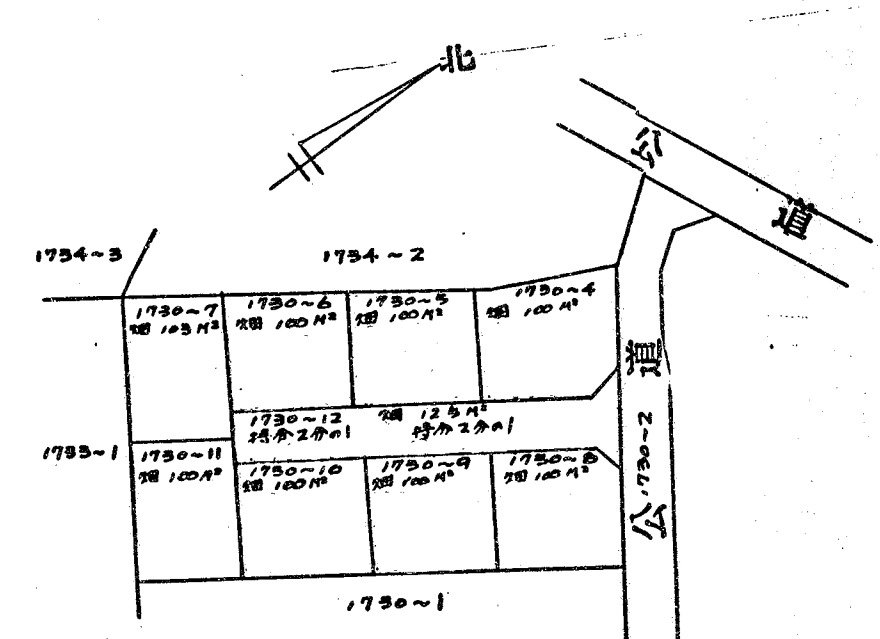 北
公
道
1734~3
1734~2
1730~7
畑 103 M²
1730~6
畑 100 M²
1730~5
畑 100 M²
1730~4
畑 100 M²
道
1730~12
畑 125 M²
持分2分の1
持分2分の1
1733~1
1730~11
畑 100 M²
1730~10
畑 100 M²
1730~9
畑 100 M²
1730~8
畑 100 M²
1730~2
公
1730~1